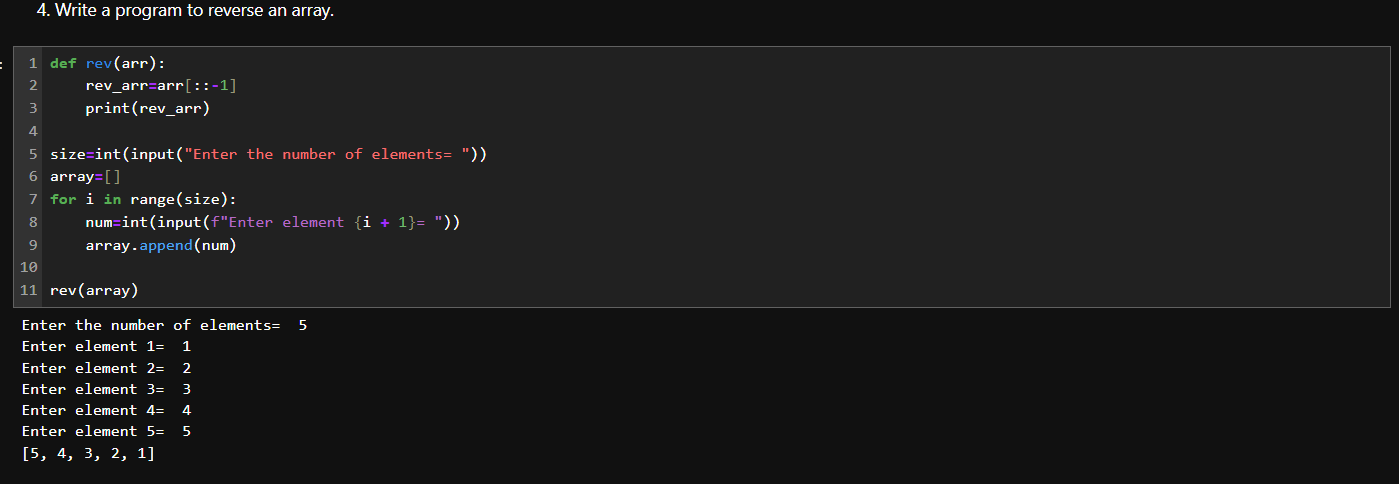 4. Write a program to reverse an array.
:
1 def rev(arr):
2     rev_arr=arr[::-1]
3     print(rev_arr)
4
5 size=int(input("Enter the number of elements= "))
6 array=[]
7 for i in range(size):
8     num=int(input(f"Enter element {i + 1}= "))
9     array.append(num)
10
11 rev(array)
Enter the number of elements=  5
Enter element 1=  1
Enter element 2=  2
Enter element 3=  3
Enter element 4=  4
Enter element 5=  5
[5, 4, 3, 2, 1]